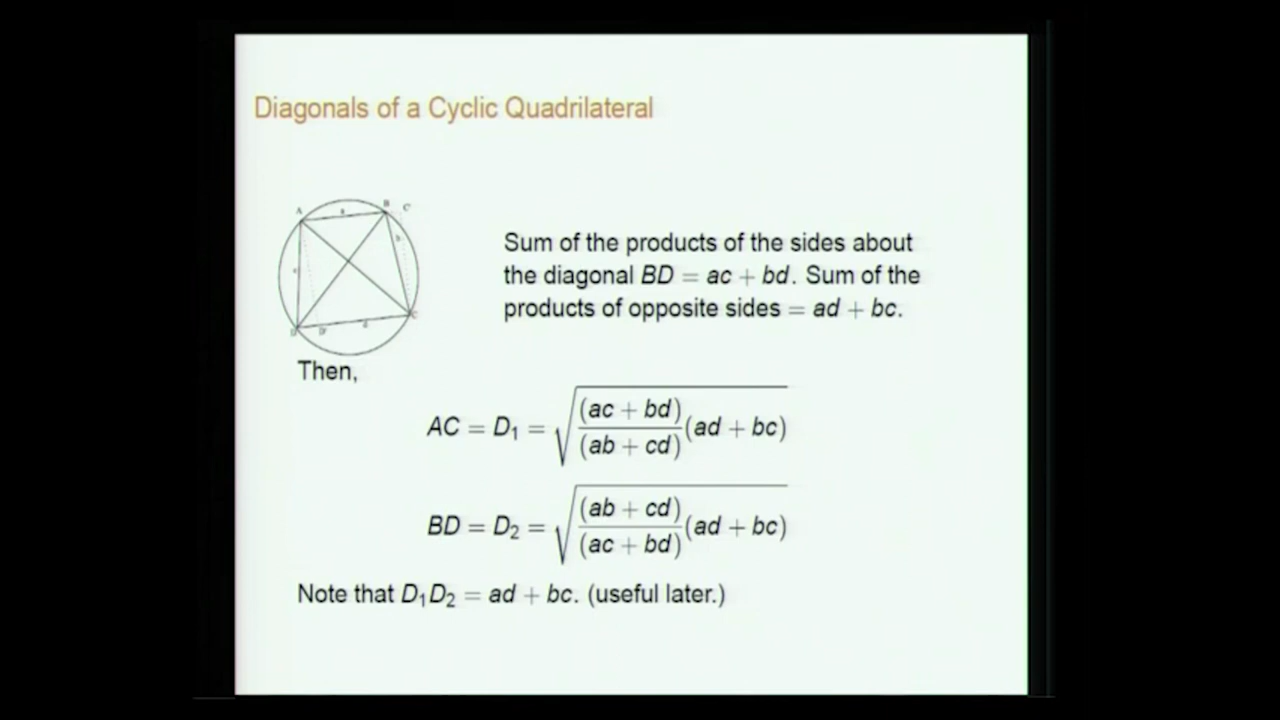 Diagonals of a Cyclic Quadrilateral
A
a
B
C'
b
c
C
D
D'
d
Sum of the products of the sides about
the diagonal BD = ac + bd. Sum of the
products of opposite sides = ad + bc.
Then,
AC = D₁ = √((ac + bd)/(ab + cd) (ad + bc))
BD = D₂ = √((ab + cd)/(ac + bd) (ad + bc))
Note that D₁D₂ = ad + bc. (useful later.)